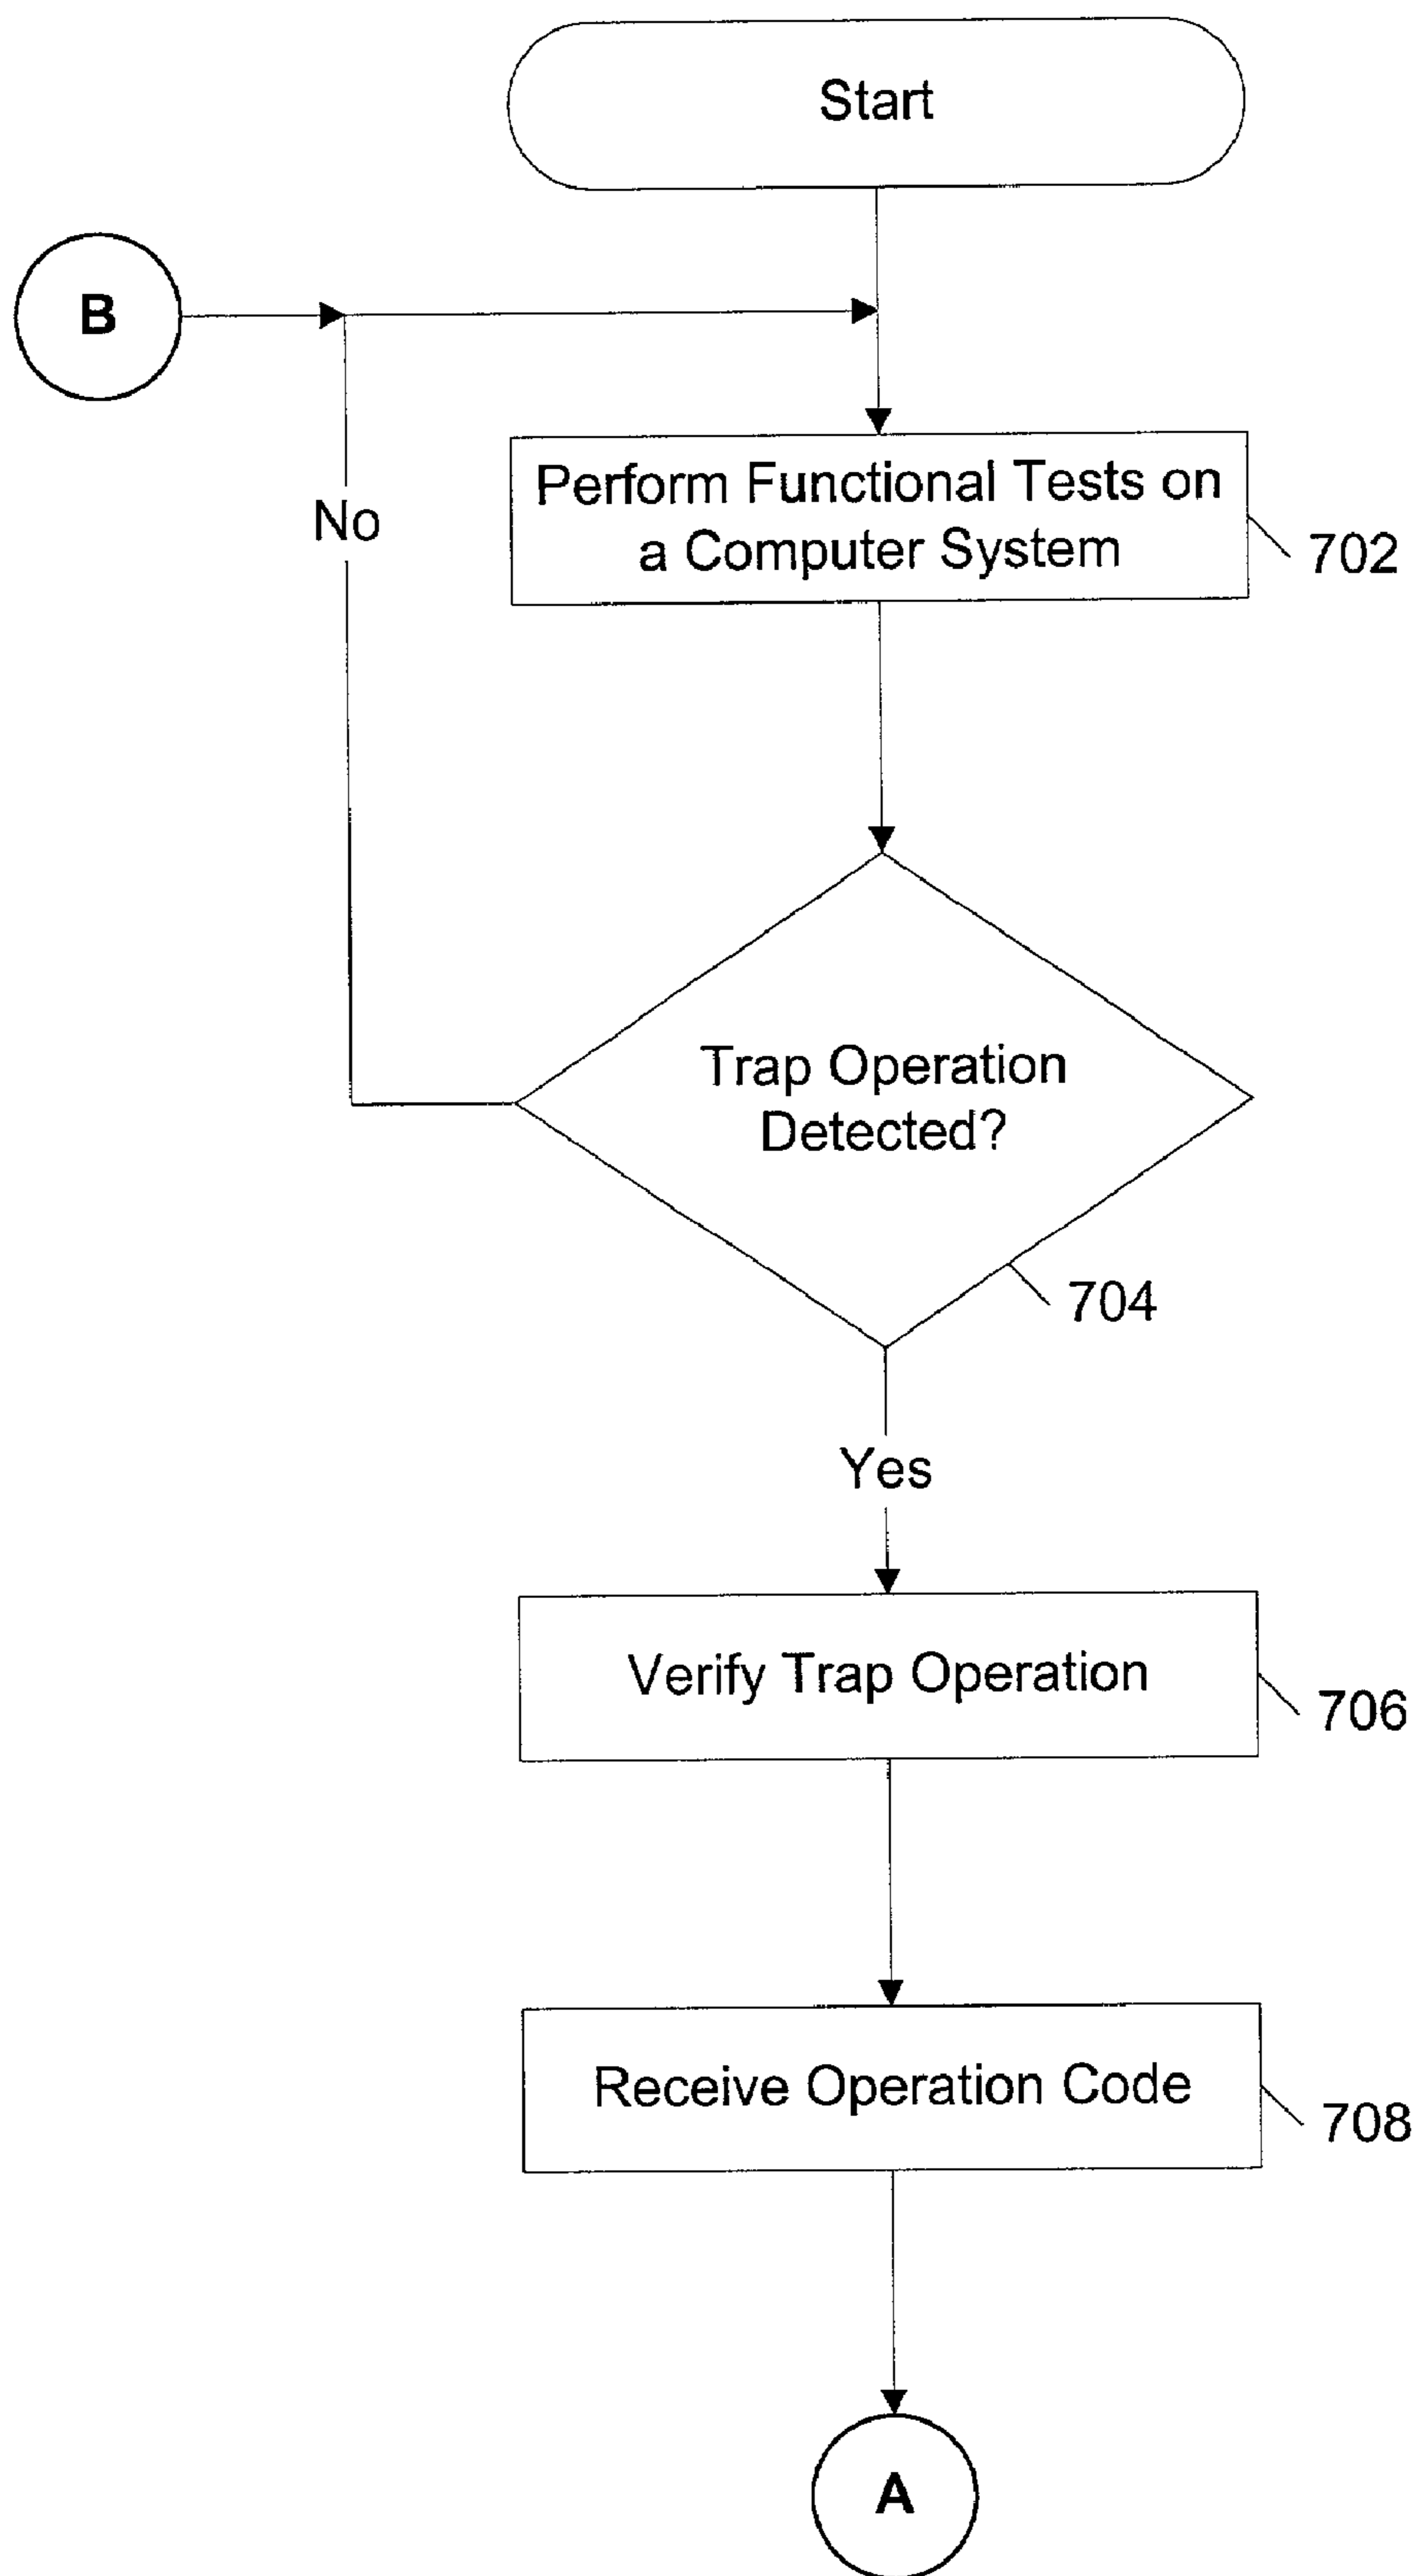 Start
B
Perform Functional Tests on
a Computer System
702
No
Trap Operation
Detected?
704
Yes
Verify Trap Operation
706
Receive Operation Code
708
A